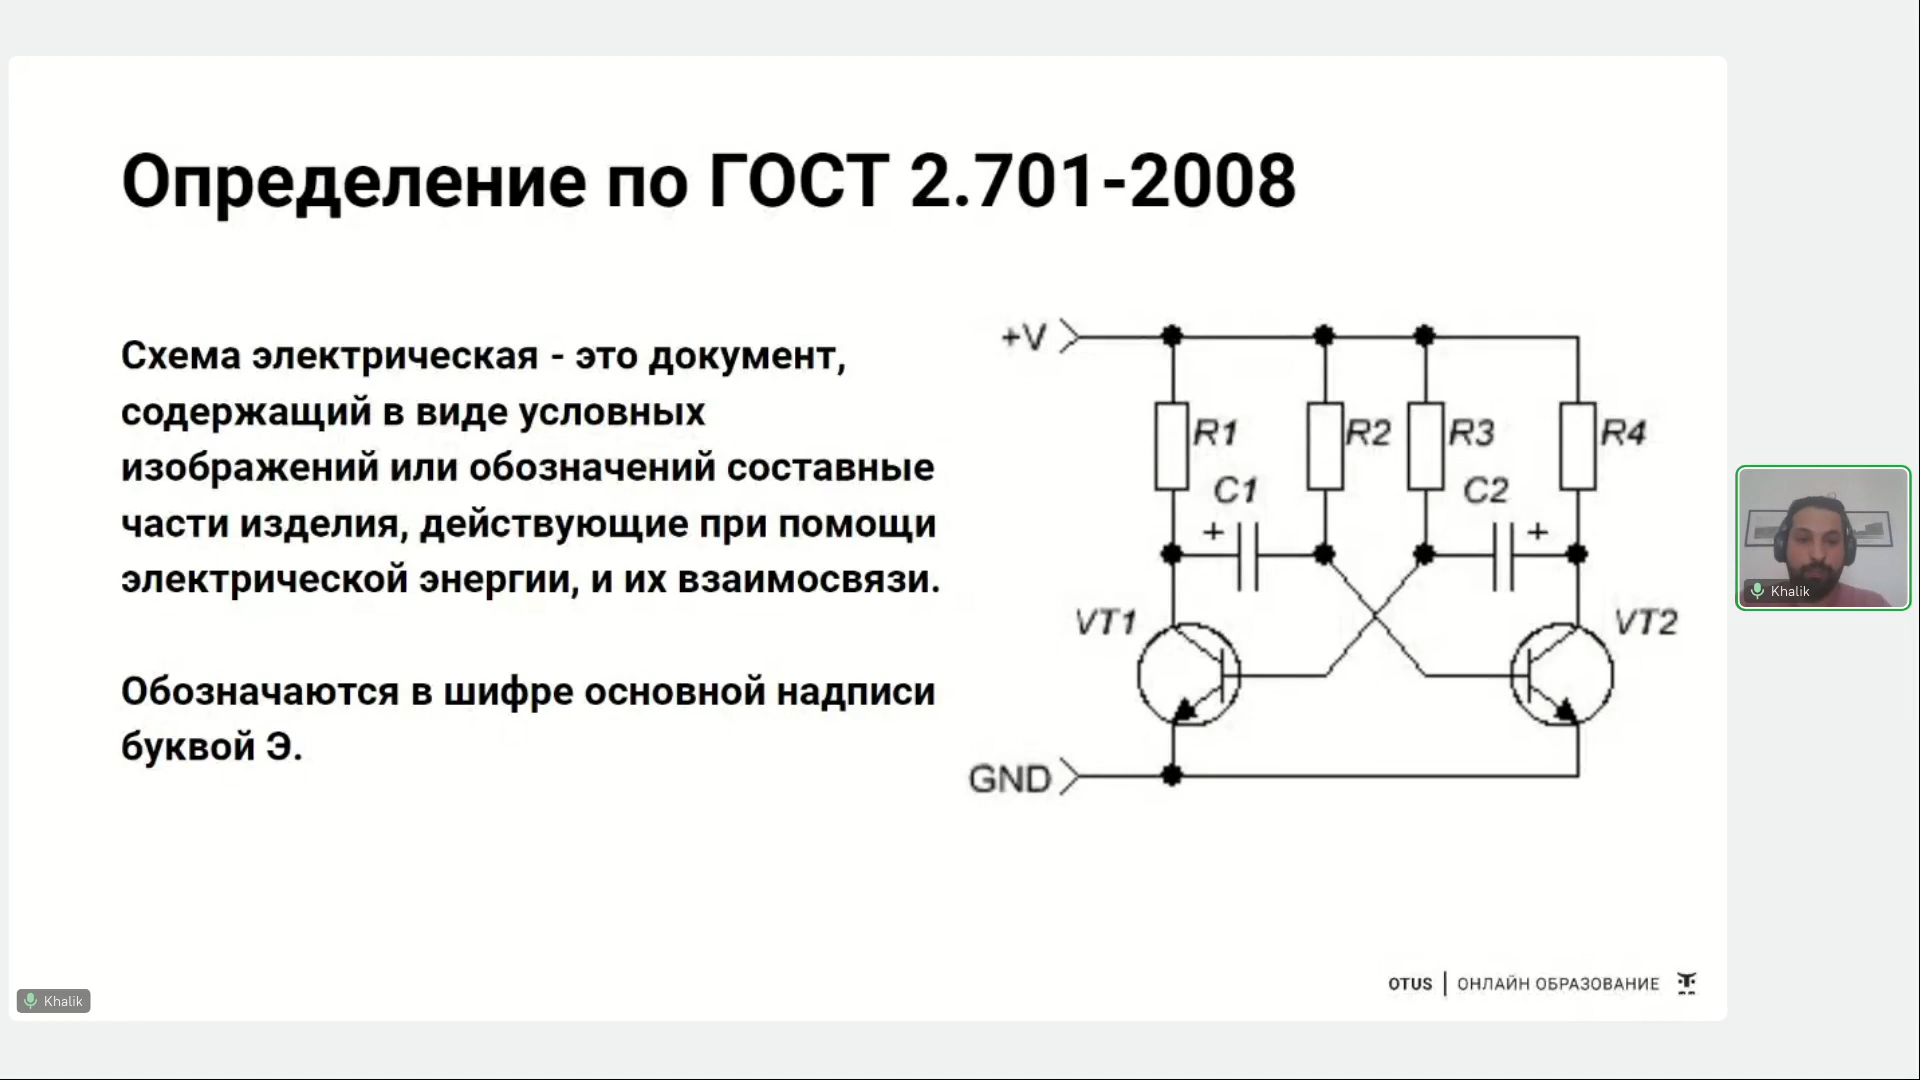 Определение по ГОСТ 2.701-2008
Схема электрическая - это документ,
содержащий в виде условных
изображений или обозначений составные
части изделия, действующие при помощи
электрической энергии, и их взаимосвязи.
Обозначаются в шифре основной надписи
буквой Э.
+V
R1
R2
R3
R4
C1
C2
+
+
VT1
VT2
GND
Khalik
Khalik
OTUS | ОНЛАЙН ОБРАЗОВАНИЕ